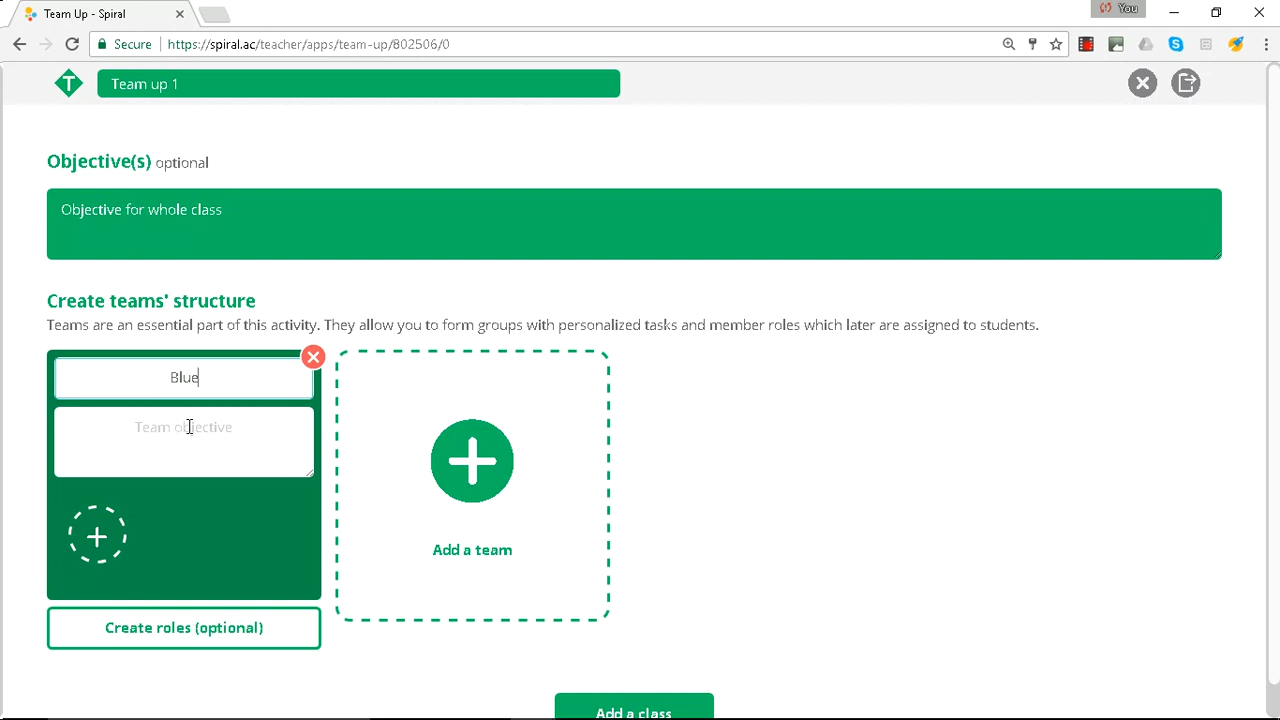 Team Up - Spiral
You
Secure
https://spiral.ac/teacher/apps/team-up/802506/0
T
Team up 1
Objective(s) optional
Objective for whole class
Create teams' structure
Teams are an essential part of this activity. They allow you to form groups with personalized tasks and member roles which later are assigned to students.
Blue
Team objective
Add a team
Create roles (optional)
Add a class